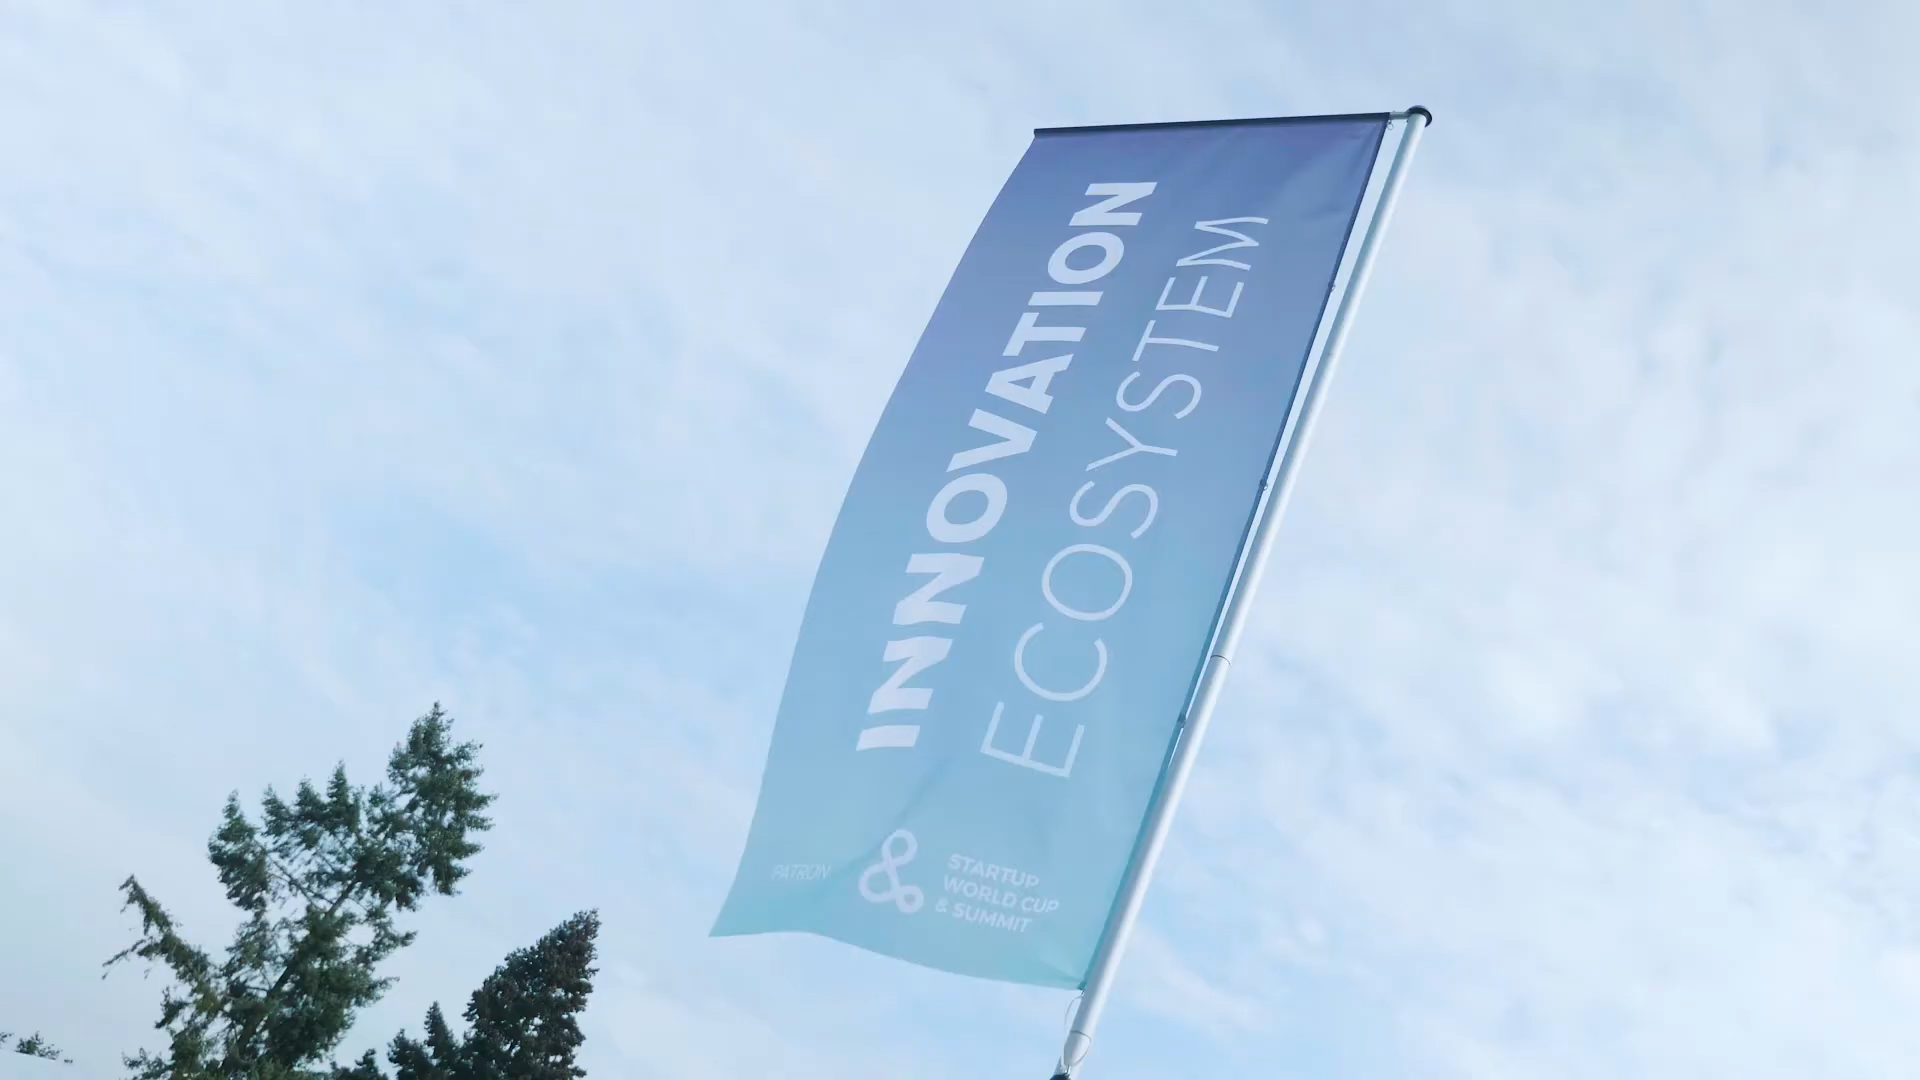 INNOVATION
ECOSYSTEM
PATRON
STARTUP
WORLD CUP
& SUMMIT